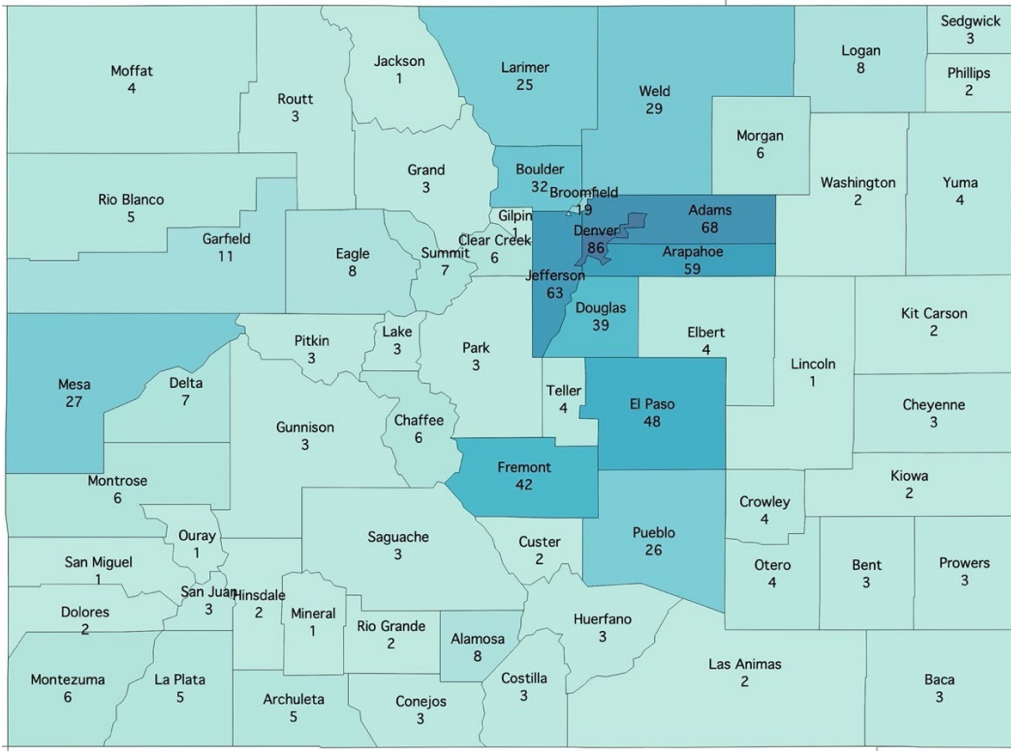 Moffat
4
Routt
3
Jackson
1
Larimer
25
Weld
29
Logan
8
Sedgwick
3
Phillips
2
Morgan
6
Rio Blanco
5
Grand
3
Boulder
32
Broomfield
19
Washington
2
Yuma
4
Garfield
11
Eagle
8
Summit
7
Gilpin
1
Clear Creek
6
Denver
86
Adams
68
Arapahoe
59
Jefferson
63
Douglas
39
Elbert
4
Kit Carson
2
Mesa
27
Delta
7
Pitkin
3
Lake
3
Park
3
Lincoln
1
Cheyenne
3
Gunnison
3
Chaffee
6
Teller
4
El Paso
48
Fremont
42
Kiowa
2
Montrose
6
Ouray
1
Saguache
3
Custer
2
Pueblo
26
Crowley
4
Otero
4
Bent
3
Prowers
3
San Miguel
1
Dolores
2
San Juan
3
Hinsdale
2
Mineral
1
Rio Grande
2
Alamosa
8
Huerfano
3
Montezuma
6
La Plata
5
Archuleta
5
Conejos
3
Costilla
3
Las Animas
2
Baca
3